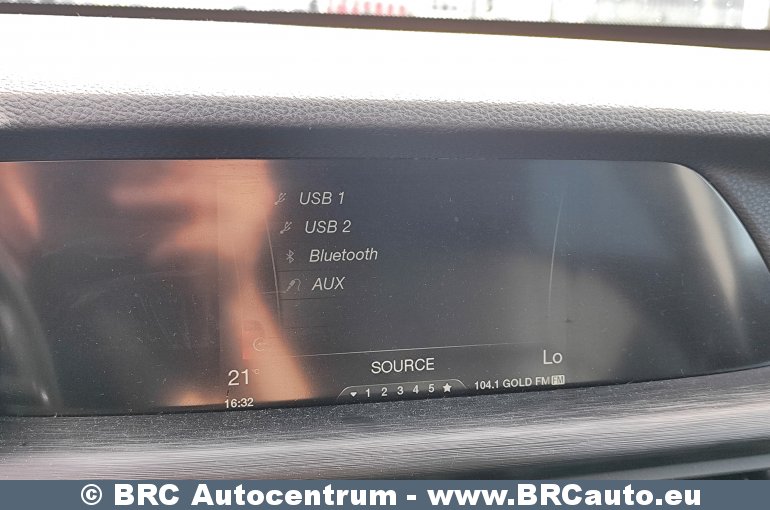 USB 1
USB 2
Bluetooth
AUX
SOURCE
Lo
21°
1 2 3 4 5 ★
104.1 GOLD FM FM
16:32
© BRC Autocentrum - www.BRCauto.eu